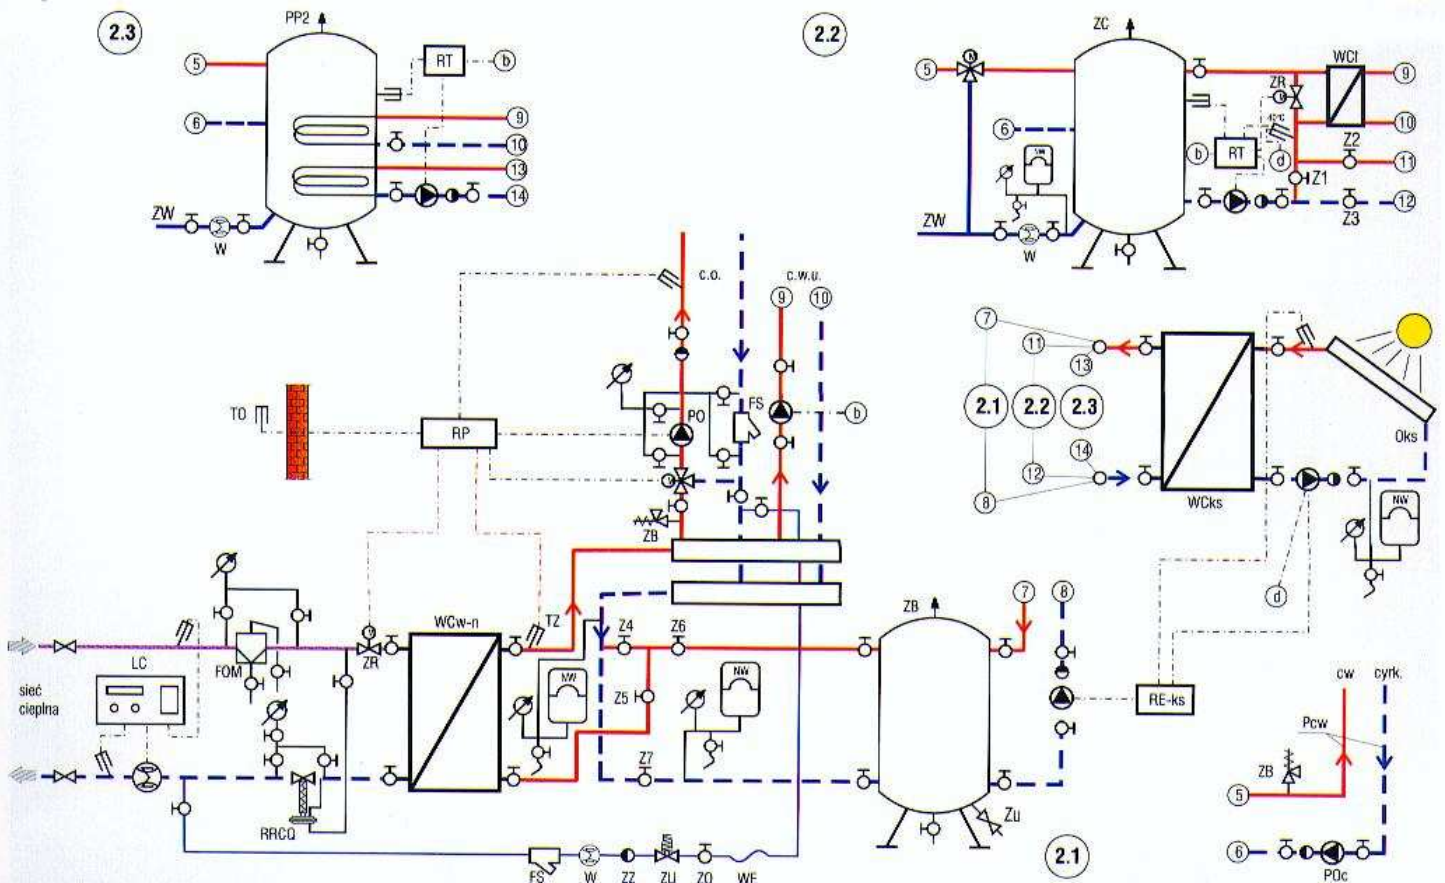 2.3
PP2
5
RT
b
6
9
10
13
14
ZW
W
2.2
ZC
M
5
WCI
9
ZR
M
6
NW
10
Z2
b
RT
d
11
Z1
12
Z3
ZW
W
c.o.
c.w.u.
9
10
7
11
13
2.1
2.2
2.3
14
12
8
WCks
Oks
NW
d
TO
RP
PO
FS
b
M
ZB
FOM
M
ZR
WCw-n
TZ
Z4
Z6
NW
Z5
NW
Z7
ZB
7
8
RE-ks
LC
sieć
cieplna
RRCQ
Zu
2.1
FS
W
ZZ
ZU
ZO
WE
cw
cyrk.
Pcw
ZB
5
6
POc